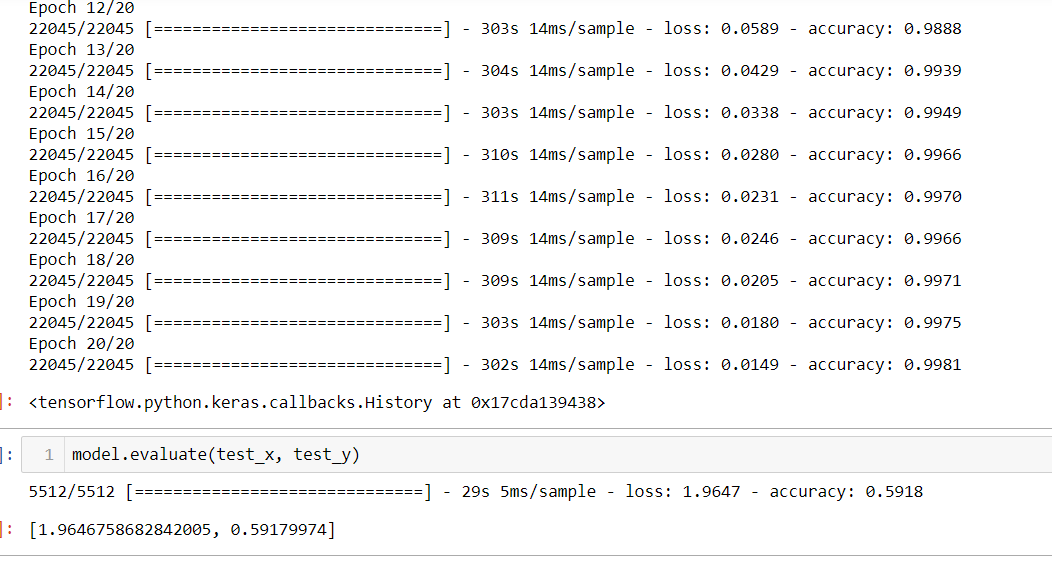 Epoch 12/20
22045/22045 [==============================] - 303s 14ms/sample - loss: 0.0589 - accuracy: 0.9888
Epoch 13/20
22045/22045 [==============================] - 304s 14ms/sample - loss: 0.0429 - accuracy: 0.9939
Epoch 14/20
22045/22045 [==============================] - 303s 14ms/sample - loss: 0.0338 - accuracy: 0.9949
Epoch 15/20
22045/22045 [==============================] - 310s 14ms/sample - loss: 0.0280 - accuracy: 0.9966
Epoch 16/20
22045/22045 [==============================] - 311s 14ms/sample - loss: 0.0231 - accuracy: 0.9970
Epoch 17/20
22045/22045 [==============================] - 309s 14ms/sample - loss: 0.0246 - accuracy: 0.9966
Epoch 18/20
22045/22045 [==============================] - 309s 14ms/sample - loss: 0.0205 - accuracy: 0.9971
Epoch 19/20
22045/22045 [==============================] - 303s 14ms/sample - loss: 0.0180 - accuracy: 0.9975
Epoch 20/20
22045/22045 [==============================] - 302s 14ms/sample - loss: 0.0149 - accuracy: 0.9981
]: <tensorflow.python.keras.callbacks.History at 0x17cda139438>
]: 1 model.evaluate(test_x, test_y)
5512/5512 [==============================] - 29s 5ms/sample - loss: 1.9647 - accuracy: 0.5918
]: [1.9646758682842005, 0.59179974]